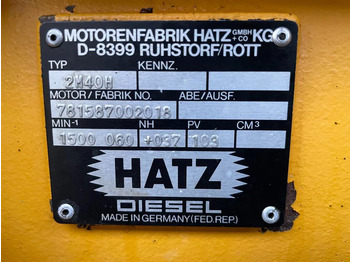 MOTORENFABRIK HATZ GMBH + CO KG
D-8399 RUHSTORF/ROTT
TYP KENNZ.
2M40H
MOTOR / FABRIK NO. ABE/AUSF.
781587002018
MIN⁻¹ NH PV CM³
1500 060 +037 103
HATZ
DIESEL
MADE IN GERMANY (FED. REP.)